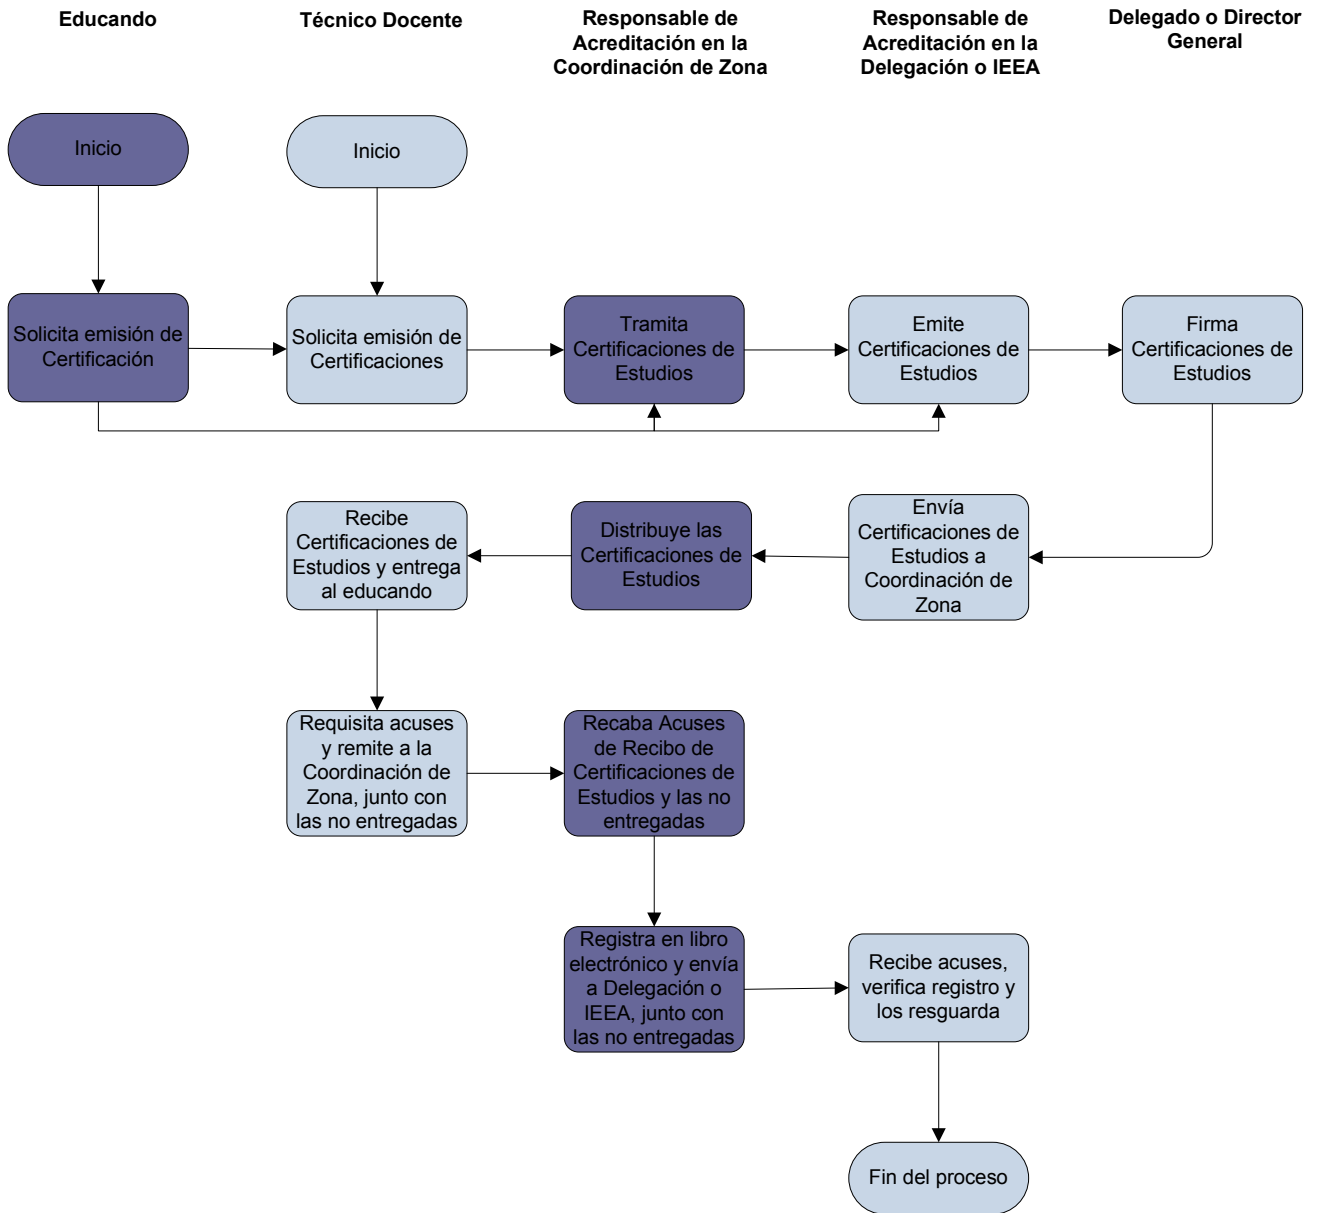 Educando
Técnico Docente
Responsable de
Acreditación en la
Coordinación de Zona
Responsable de
Acreditación en la
Delegación o IEEA
Delegado o Director
General
Inicio
Inicio
Solicita emisión de
Certificación
Solicita emisión de
Certificaciones
Tramita
Certificaciones de
Estudios
Emite
Certificaciones de
Estudios
Firma
Certificaciones de
Estudios
Recibe
Certificaciones de
Estudios y entrega
al educando
Distribuye las
Certificaciones de
Estudios
Envía
Certificaciones de
Estudios a
Coordinación de
Zona
Requisita acuses
y remite a la
Coordinación de
Zona, junto con
las no entregadas
Recaba Acuses
de Recibo de
Certificaciones de
Estudios y las no
entregadas
Registra en libro
electrónico y envía
a Delegación o
IEEA, junto con
las no entregadas
Recibe acuses,
verifica registro y
los resguarda
Fin del proceso